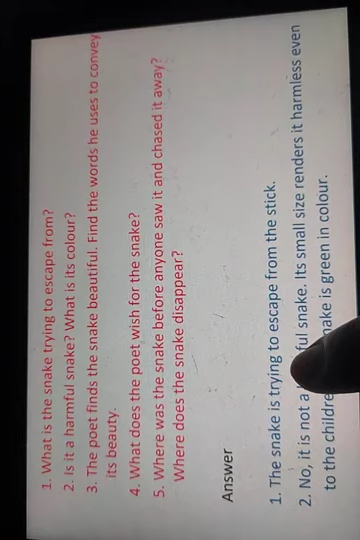 1. What is the snake trying to escape from?
2. Is it a harmful snake? What is its colour?
3. The poet finds the snake beautiful. Find the words he uses to convey
its beauty.
4. What does the poet wish for the snake?
5. Where was the snake before anyone saw it and chased it away?
Where does the snake disappear?
Answer
1. The snake is trying to escape from the stick.
2. No, it is not a snake. Its small size renders it harmless even
to the is green in colour.